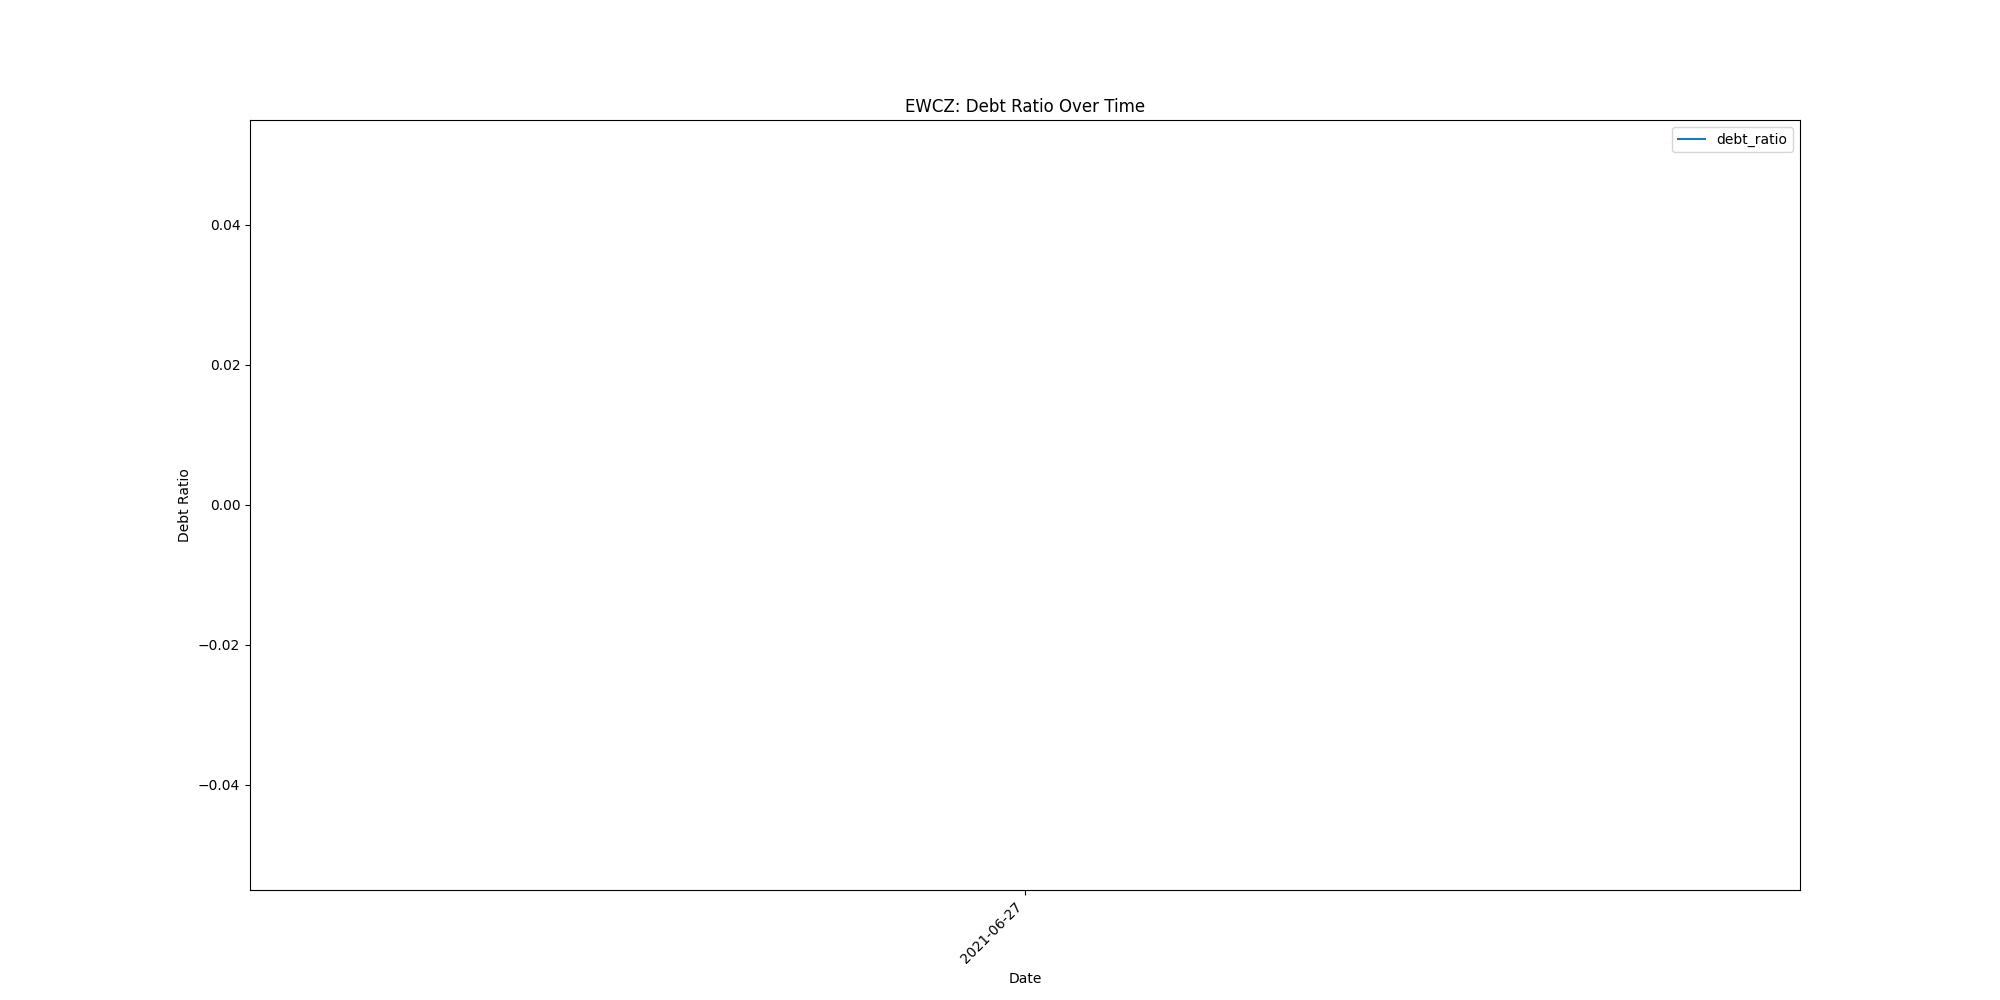 EWCZ: Debt Ratio Over Time
debt_ratio
0.04
0.02
0.00
−0.02
−0.04
Debt Ratio
2021-06-27
Date